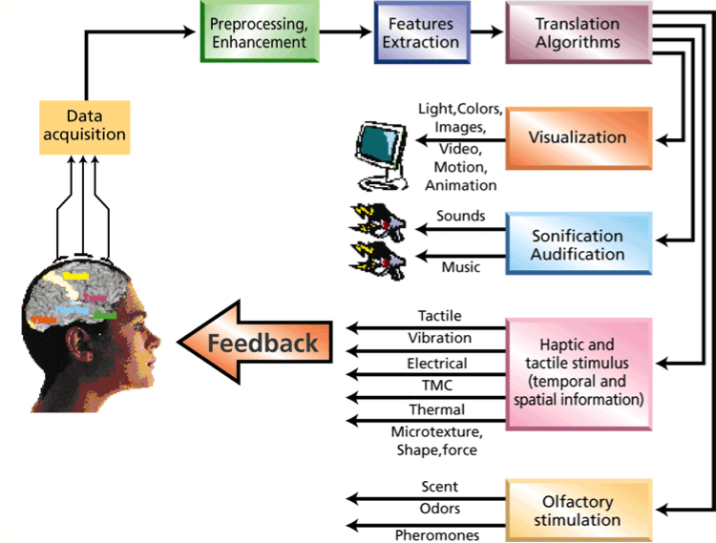 Preprocessing,
Enhancement
Features
Extraction
Translation
Algorithms
Data
acquisition
Light,Colors,
Images,
Video,
Motion,
Animation
Visualization
Sounds
Music
Sonification
Audification
Feedback
Tactile
Vibration
Electrical
TMC
Thermal
Microtexture,
Shape,force
Haptic and
tactile stimulus
(temporal and
spatial information)
Scent
Odors
Pheromones
Olfactory
stimulation